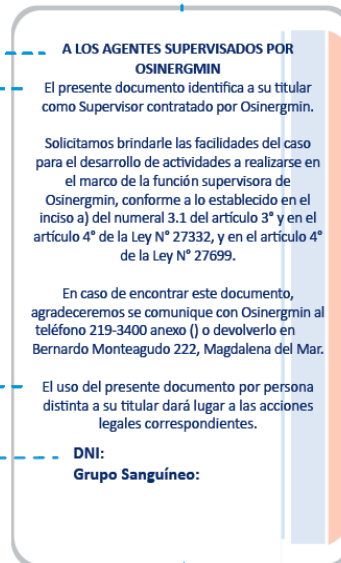 A LOS AGENTES SUPERVISADOS POR
OSINERGMIN
El presente documento identifica a su titular
como Supervisor contratado por Osinergmin.
Solicitamos brindarle las facilidades del caso
para el desarrollo de actividades a realizarse en
el marco de la función supervisora de
Osinergmin, conforme a lo establecido en el
inciso a) del numeral 3.1 del artículo 3° y en el
artículo 4° de la Ley N° 27332, y en el artículo 4°
de la Ley N° 27699.
En caso de encontrar este documento,
agradeceremos se comunique con Osinergmin al
teléfono 219-3400 anexo () o devolverlo en
Bernardo Monteagudo 222, Magdalena del Mar.
El uso del presente documento por persona
distinta a su titular dará lugar a las acciones
legales correspondientes.
DNI:
Grupo Sanguíneo: